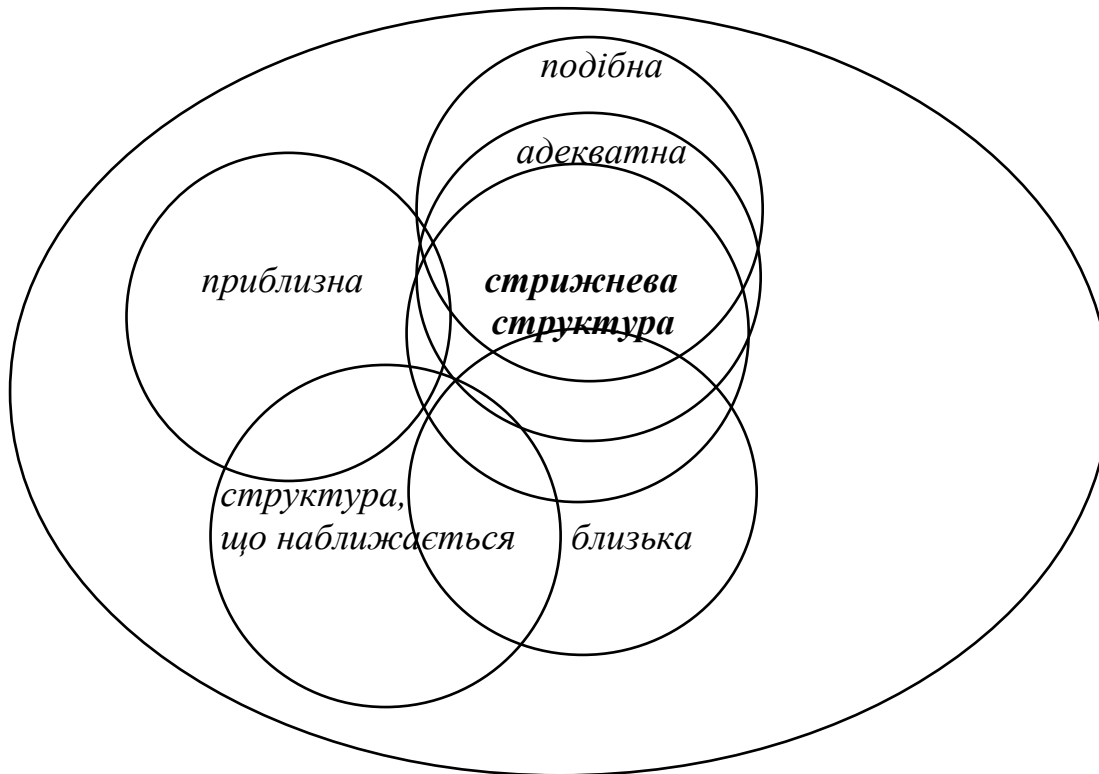 подібна
адекватна
приблизна
стрижнева
структура
структура,
що наближається
близька